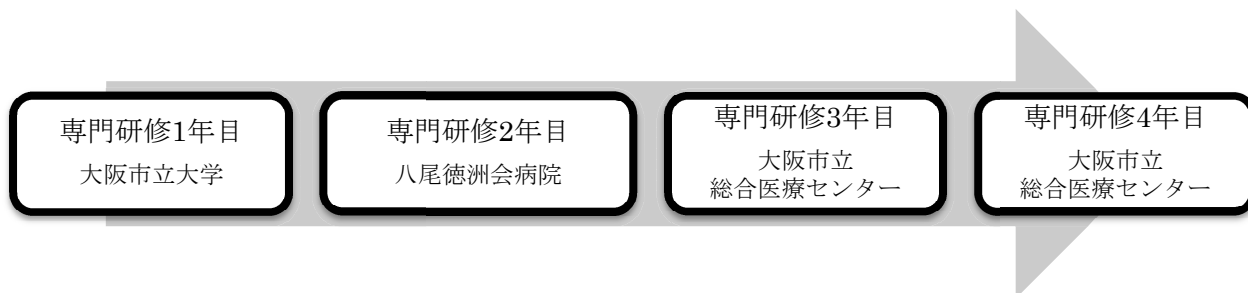 専門研修1年目
大阪市立大学
専門研修2年目
八尾徳洲会病院
専門研修3年目
大阪市立
総合医療センター
専門研修4年目
大阪市立
総合医療センター